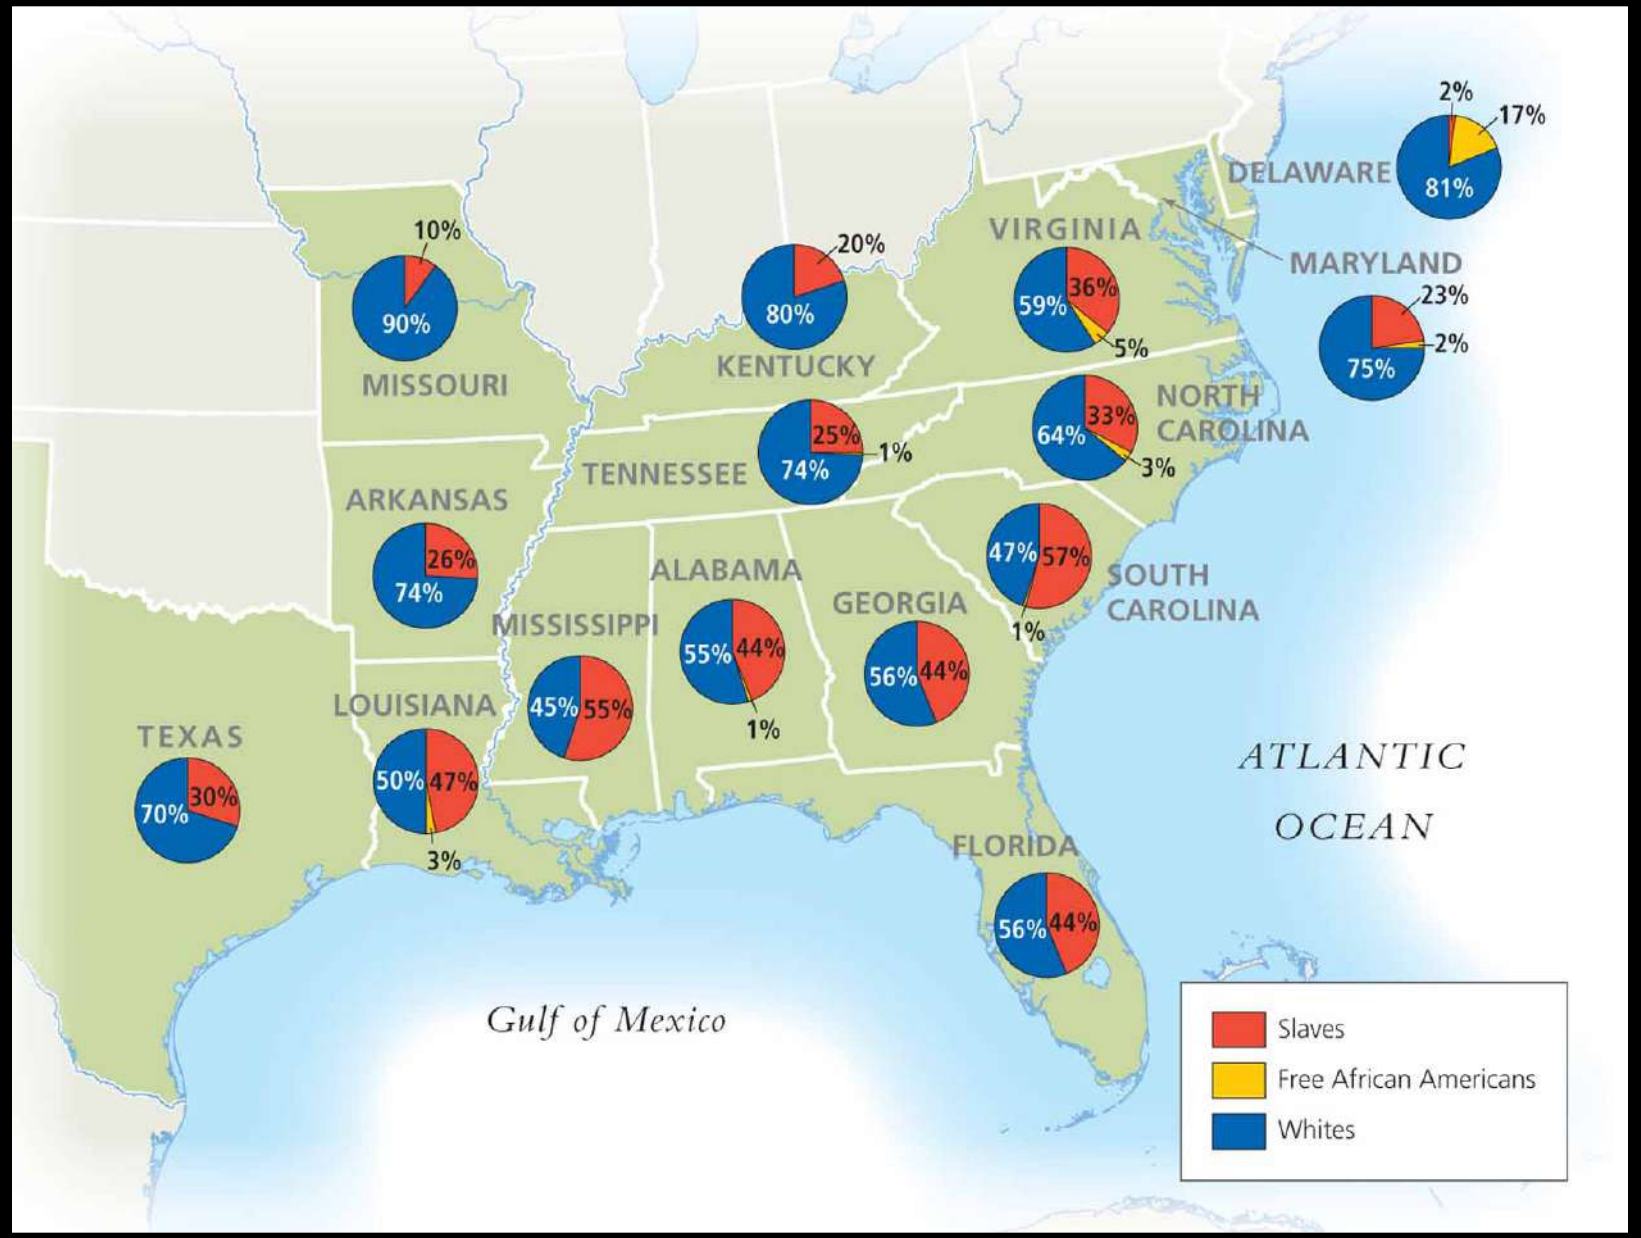 2%
17%
DELAWARE
81%
VIRGINIA
36%
59%
5%
MARYLAND
23%
2%
75%
10%
90%
MISSOURI
20%
80%
KENTUCKY
NORTH
CAROLINA
33%
64%
3%
25%
1%
74%
TENNESSEE
ARKANSAS
26%
74%
47%
57%
1%
SOUTH
CAROLINA
ALABAMA
55%
44%
1%
GEORGIA
56%
44%
MISSISSIPPI
45%
55%
LOUISIANA
50%
47%
3%
TEXAS
30%
70%
FLORIDA
56%
44%
ATLANTIC
OCEAN
Gulf of Mexico
Slaves
Free African Americans
Whites